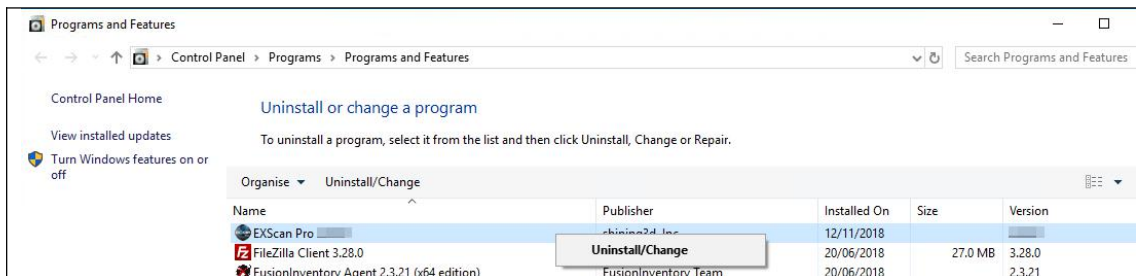 Programs and Features
Control Panel > Programs > Programs and Features
Search Programs and Features
Control Panel Home
View installed updates
Turn Windows features on or
off
Uninstall or change a program
To uninstall a program, select it from the list and then click Uninstall, Change or Repair.
Organise Uninstall/Change
Name Publisher Installed On Size Version
EXScan Pro shining3d, Inc. 12/11/2018
Uninstall/Change
FileZilla Client 3.28.0 20/06/2018 27.0 MB 3.28.0
FusionInventory Agent 2.3.21 (x64 edition) FusionInventory Team 20/06/2018 2.3.21